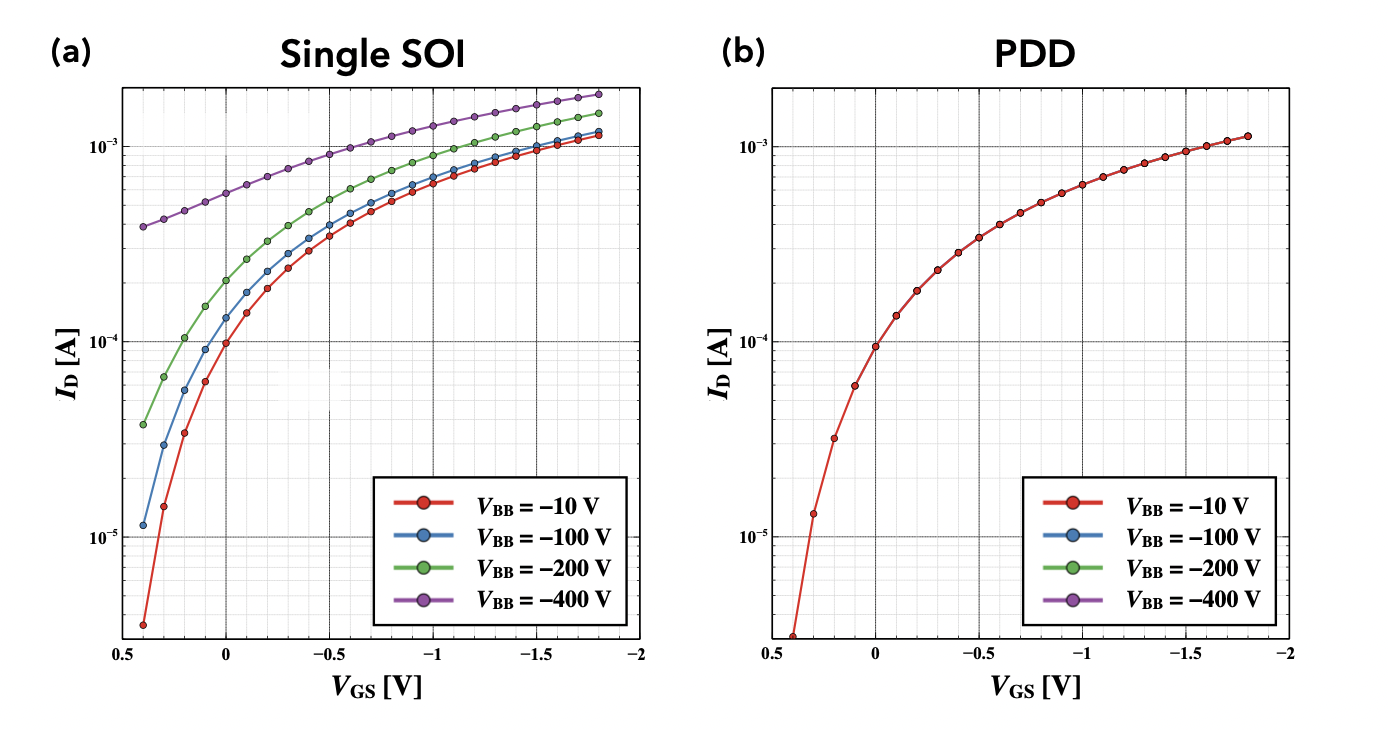 (a) Single SOI
10⁻³
10⁻⁴
10⁻⁵
I_D [A]
V_BB = −10 V
V_BB = −100 V
V_BB = −200 V
V_BB = −400 V
0.5 0 −0.5 −1 −1.5 −2
V_GS [V]
(b) PDD
10⁻³
10⁻⁴
10⁻⁵
I_D [A]
V_BB = −10 V
V_BB = −100 V
V_BB = −200 V
V_BB = −400 V
0.5 0 −0.5 −1 −1.5 −2
V_GS [V]